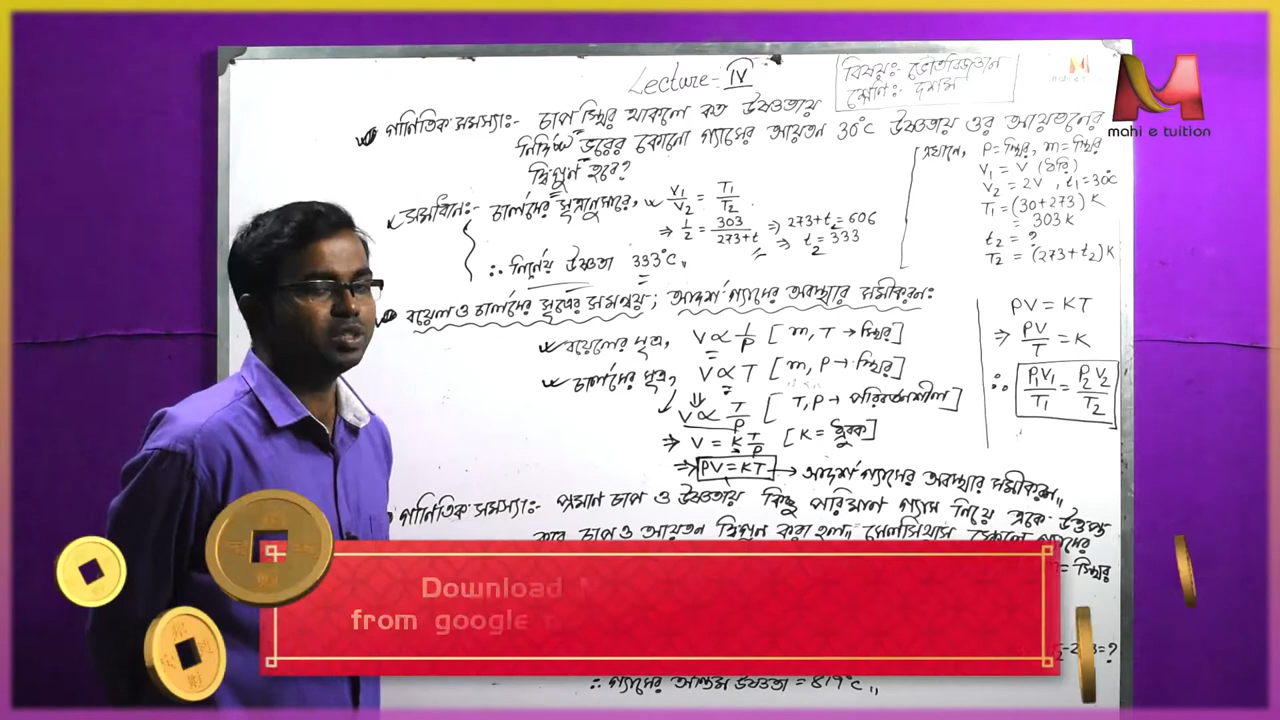 Lecture- IV
বিষয়:- ভৌতবিজ্ঞান
শ্রেণি:- দশম
mahi e tuition
গাণিতিক সমস্যা:- চাপ স্থির থাকলে কত উষ্ণতায়
নির্দিষ্ট ভরের কোনো গ্যাসের আয়তন 30°C উষ্ণতায় ওর আয়তনের
দ্বিগুন হবে?
সমাধান:- চার্লসের সূত্রানুসারে, V₁/V₂ = T₁/T₂
⇒ 1/2 = 303/273+t ⇒ 273+t₂ = 606
⇒ t₂ = 333
∴ নির্নেয় উষ্ণতা 333°C,,
এখানে, P = স্থির, m = স্থির
V₁ = V (ধরি)
V₂ = 2V, t₁ = 30°C
T₁ = (30+273) K
= 303 K
t₂ = ?
T₂ = (273+t₂) K
বয়েল ও চার্লসের সূত্রের সমন্বয়; আদর্শ গ্যাসের অবস্থার সমীকরন:
বয়েলের সূত্র, V ∝ 1/P [m, T → স্থির]
চার্লসের সূত্র, V ∝ T [m, P → স্থির]
V ∝ T/P [T, P → পরিবর্তনশীল]
⇒ V = K T/P [K = ধ্রুবক]
⇒ PV = KT → আদর্শ গ্যাসের অবস্থার সমীকরন,,
PV = KT
⇒ PV/T = K
∴ P₁V₁/T₁ = P₂V₂/T₂
গাণিতিক সমস্যা:- প্রমাণ চাপ ও উষ্ণতায় কিছু পরিমাণ গ্যাস নিয়ে একে উত্তপ্ত
করে চাপ ও আয়তন দ্বিগুন করা হল,, সেলসিয়াস স্কেলে গ্যাসের
= স্থির
Download
from google
=?
∴ গ্যাসের অন্তিম উষ্ণতা = 819°C,,